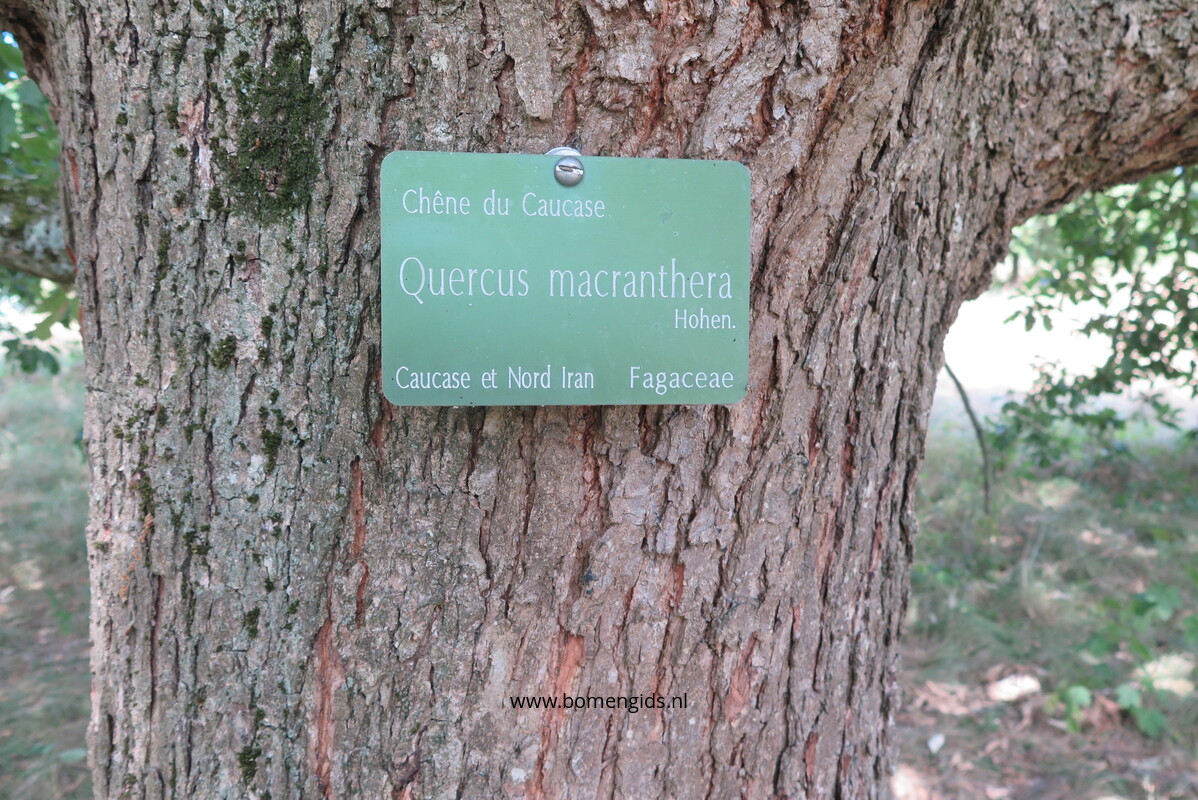 Chêne du Caucase
Quercus macranthera
Hohen.
Caucase et Nord Iran Fagaceae
www.bomengids.nl